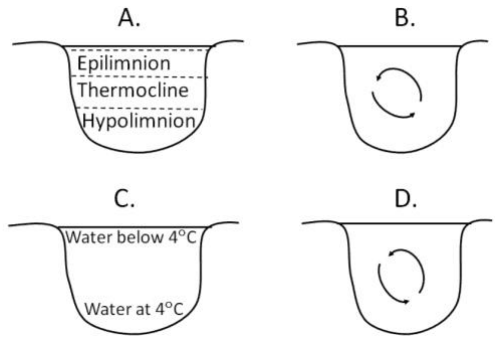 A.
B.
Epilimnion
Thermocline
Hypolimnion
C.
D.
Water below 4°C
Water at 4°C